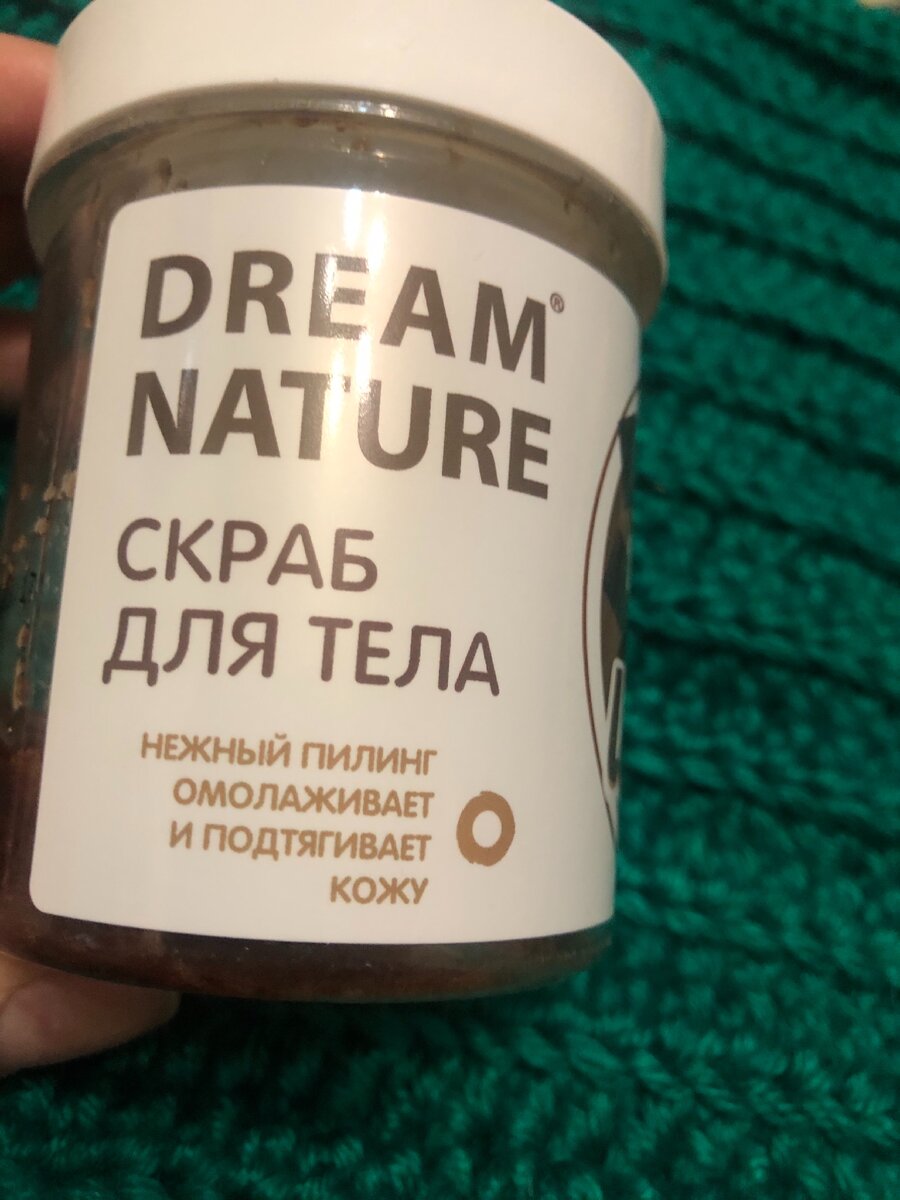 DREAM®
NATURE
СКРАБ
ДЛЯ ТЕЛА
НЕЖНЫЙ ПИЛИНГ
ОМОЛАЖИВАЕТ
И ПОДТЯГИВАЕТ
КОЖУ